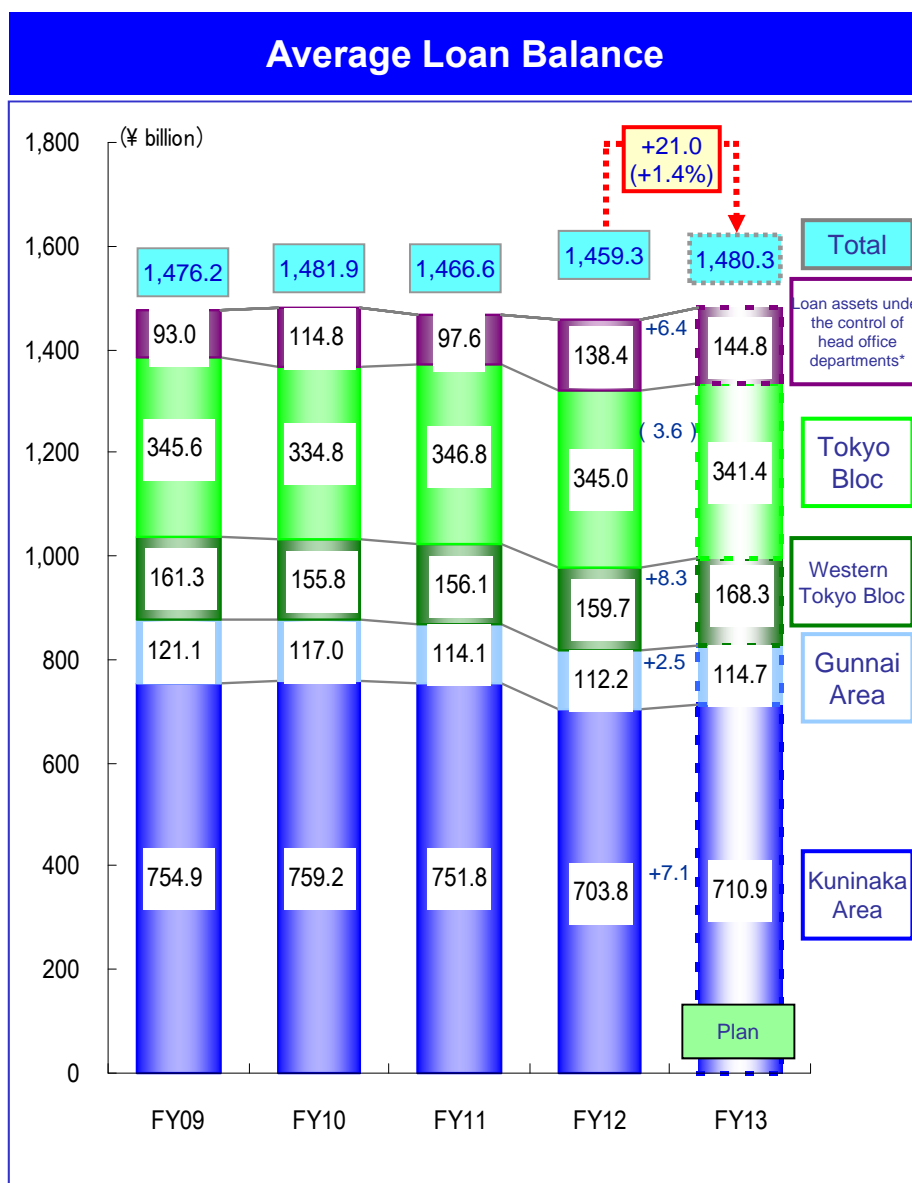 Average Loan Balance
(¥ billion)
1,800
1,600
1,400
1,200
1,000
800
600
400
200
0
+21.0
(+1.4%)
1,476.2
1,481.9
1,466.6
1,459.3
1,480.3
Total
93.0
114.8
97.6
138.4
+6.4
144.8
Loan assets unde
the control of
head office
departments*
345.6
334.8
346.8
345.0
( 3.6 )
341.4
Tokyo
Bloc
161.3
155.8
156.1
159.7
+8.3
168.3
Western
Tokyo Bloc
121.1
117.0
114.1
112.2
+2.5
114.7
Gunnai
Area
754.9
759.2
751.8
703.8
+7.1
710.9
Kuninaka
Area
Plan
FY09
FY10
FY11
FY12
FY13